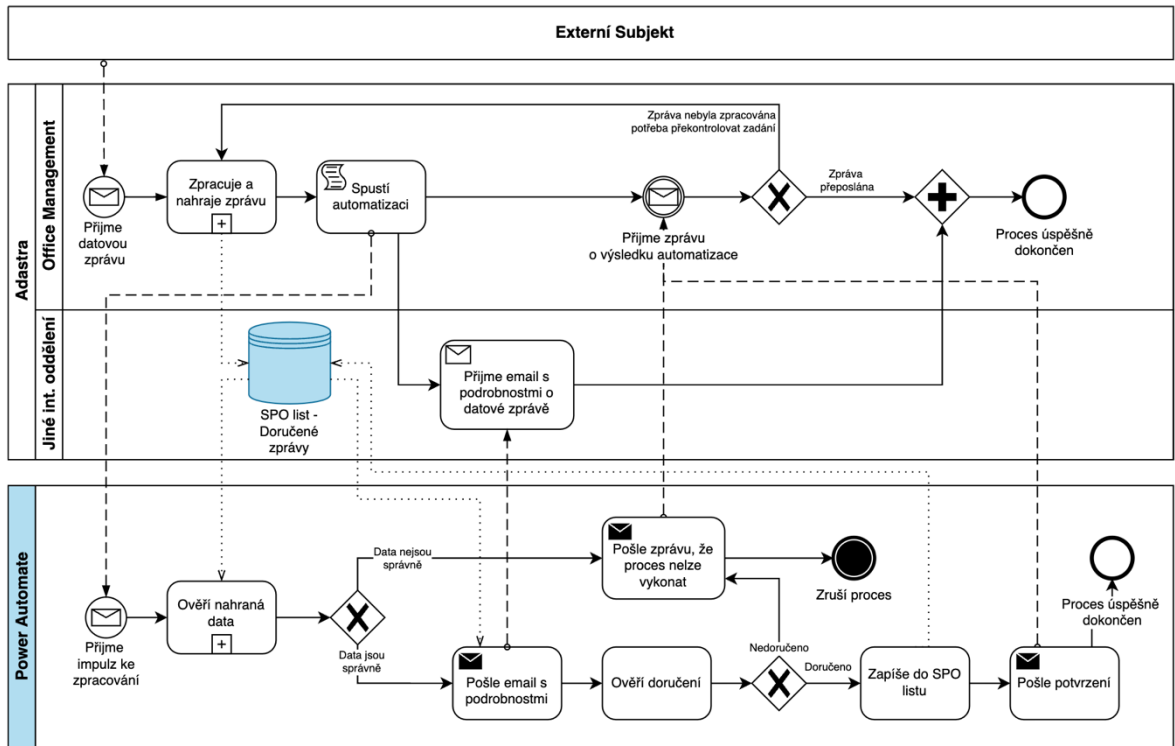 Externí Subjekt
Adastra
Office Management
Zpráva nebyla zpracována
potřeba překontrolovat zadání
Zpracuje a
nahraje zprávu
Spustí
automatizaci
Zpráva
přeposlána
Přijme
datovou
zprávu
Přijme zprávu
o výsledku automatizace
Proces úspěšně
dokončen
Jiné int. oddělení
SPO list -
Doručené
zprávy
Přijme email s
podrobnostmi o
datové zprávě
Power Automate
Přijme
impulz ke
zpracování
Ověří nahraná
data
Data nejsou
správně
Data jsou
správně
Pošle zprávu, že
proces nelze
vykonat
Zruší proces
Proces úspěšně
dokončen
Pošle email s
podrobnostmi
Ověří doručení
Nedoručeno
Doručeno
Zapíše do SPO
listu
Pošle potvrzení